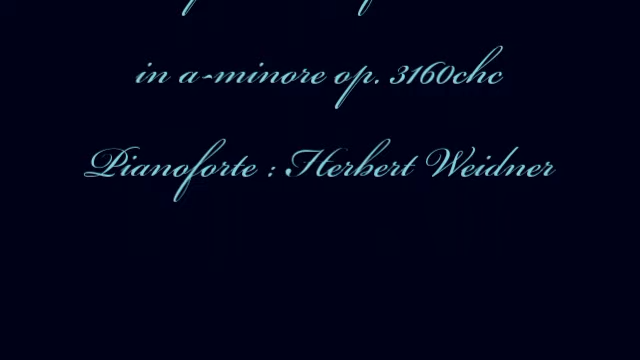 in a-minore op. 3160chc
Pianoforte : Herbert Weidner